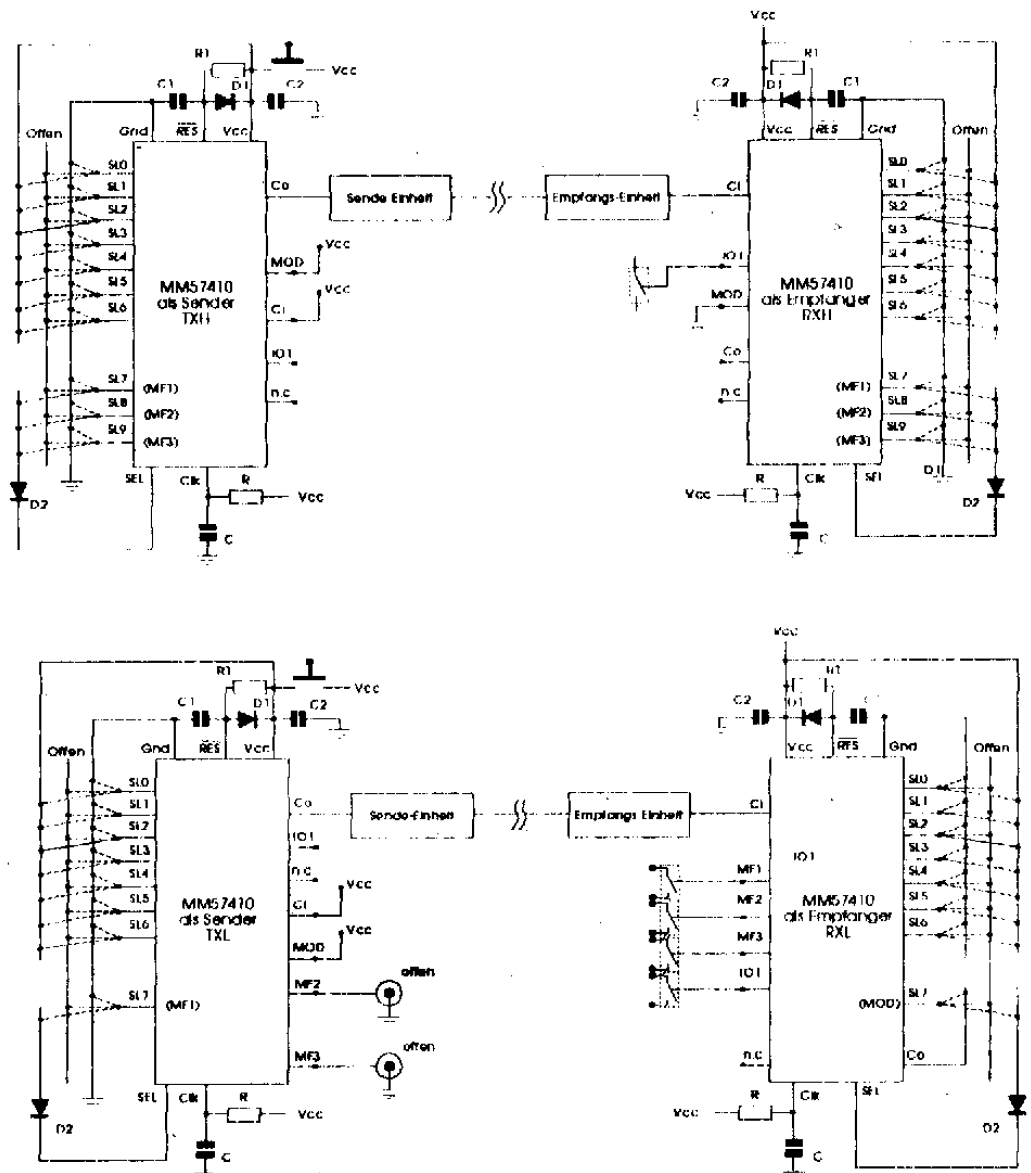 Vcc
R1
Vcc
C1
D1
C2
Gnd
RES
Vcc
Offen
SL0
SL1
SL2
SL3
SL4
SL5
SL6
SL7
SL8
SL9
(MF1)
(MF2)
(MF3)
MM57410
als Sender
TXH
Co
MOD
Vcc
CI
Vcc
IO1
n.c
SEL
Clk
R
Vcc
C
D2
Sende-Einheit
Empfangs-Einheit
R1
C2
D1
C1
Vcc
RES
Gnd
Offen
CI
IO1
MOD
Co
n.c
MM57410
als Empfänger
RXH
SL0
SL1
SL2
SL3
SL4
SL5
SL6
SL7
SL8
SL9
(MF1)
(MF2)
(MF3)
Vcc
R
Clk
SEL
C
D1
D2
R1
Vcc
C1
D1
C2
Gnd
RES
Vcc
Offen
SL0
SL1
SL2
SL3
SL4
SL5
SL6
SL7
(MF1)
MM57410
als Sender
TXL
Co
IO1
n.c
CI
Vcc
MOD
Vcc
MF2
offen
MF3
offen
SEL
Clk
R
Vcc
C
D2
Sende-Einheit
Empfangs Einheit
Vcc
R1
C2
D1
Vcc
RES
Gnd
Offen
CI
IO1
MF1
MF2
MF3
IO1
n.c
MM57410
als Empfänger
RXL
SL0
SL1
SL2
SL3
SL4
SL5
SL6
SL7
(MOD)
Co
Vcc
R
Clk
SEL
C
D2